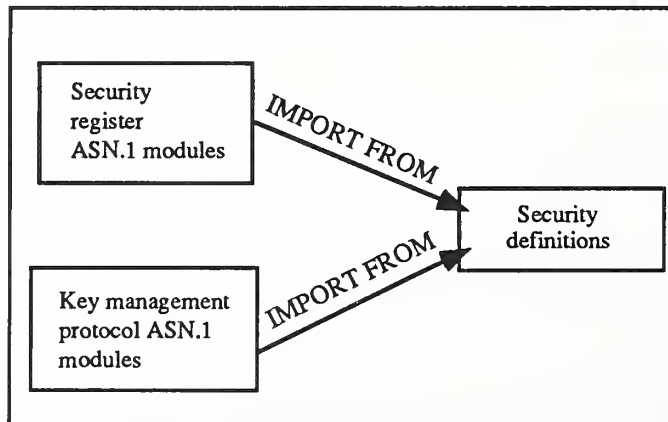 Security
register
ASN.1 modules
IMPORT FROM
Security
definitions
IMPORT FROM
Key management
protocol ASN.1
modules